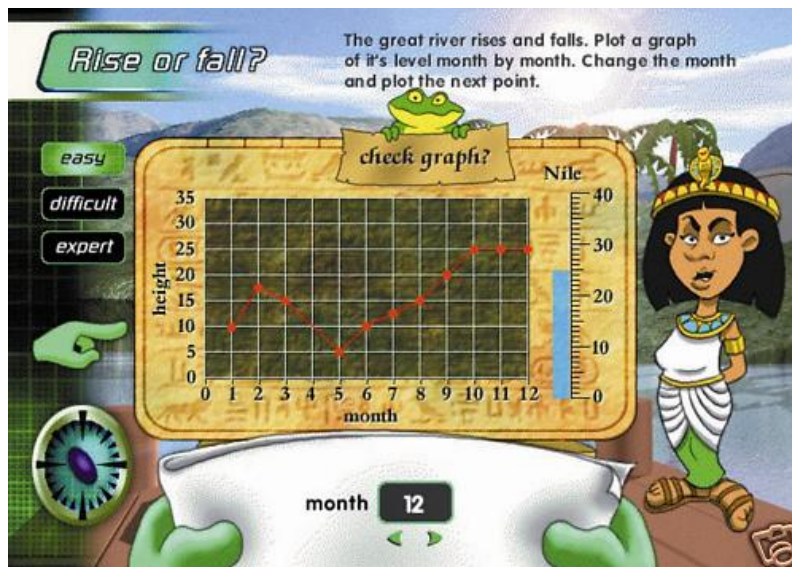 Rise or fall?
The great river rises and falls. Plot a graph
of it's level month by month. Change the month
and plot the next point.
easy
difficult
expert
check graph?
Nile
height
35
30
25
20
15
10
5
0
0 1 2 3 4 5 6 7 8 9 10 11 12
month
40
30
20
10
0
month 12